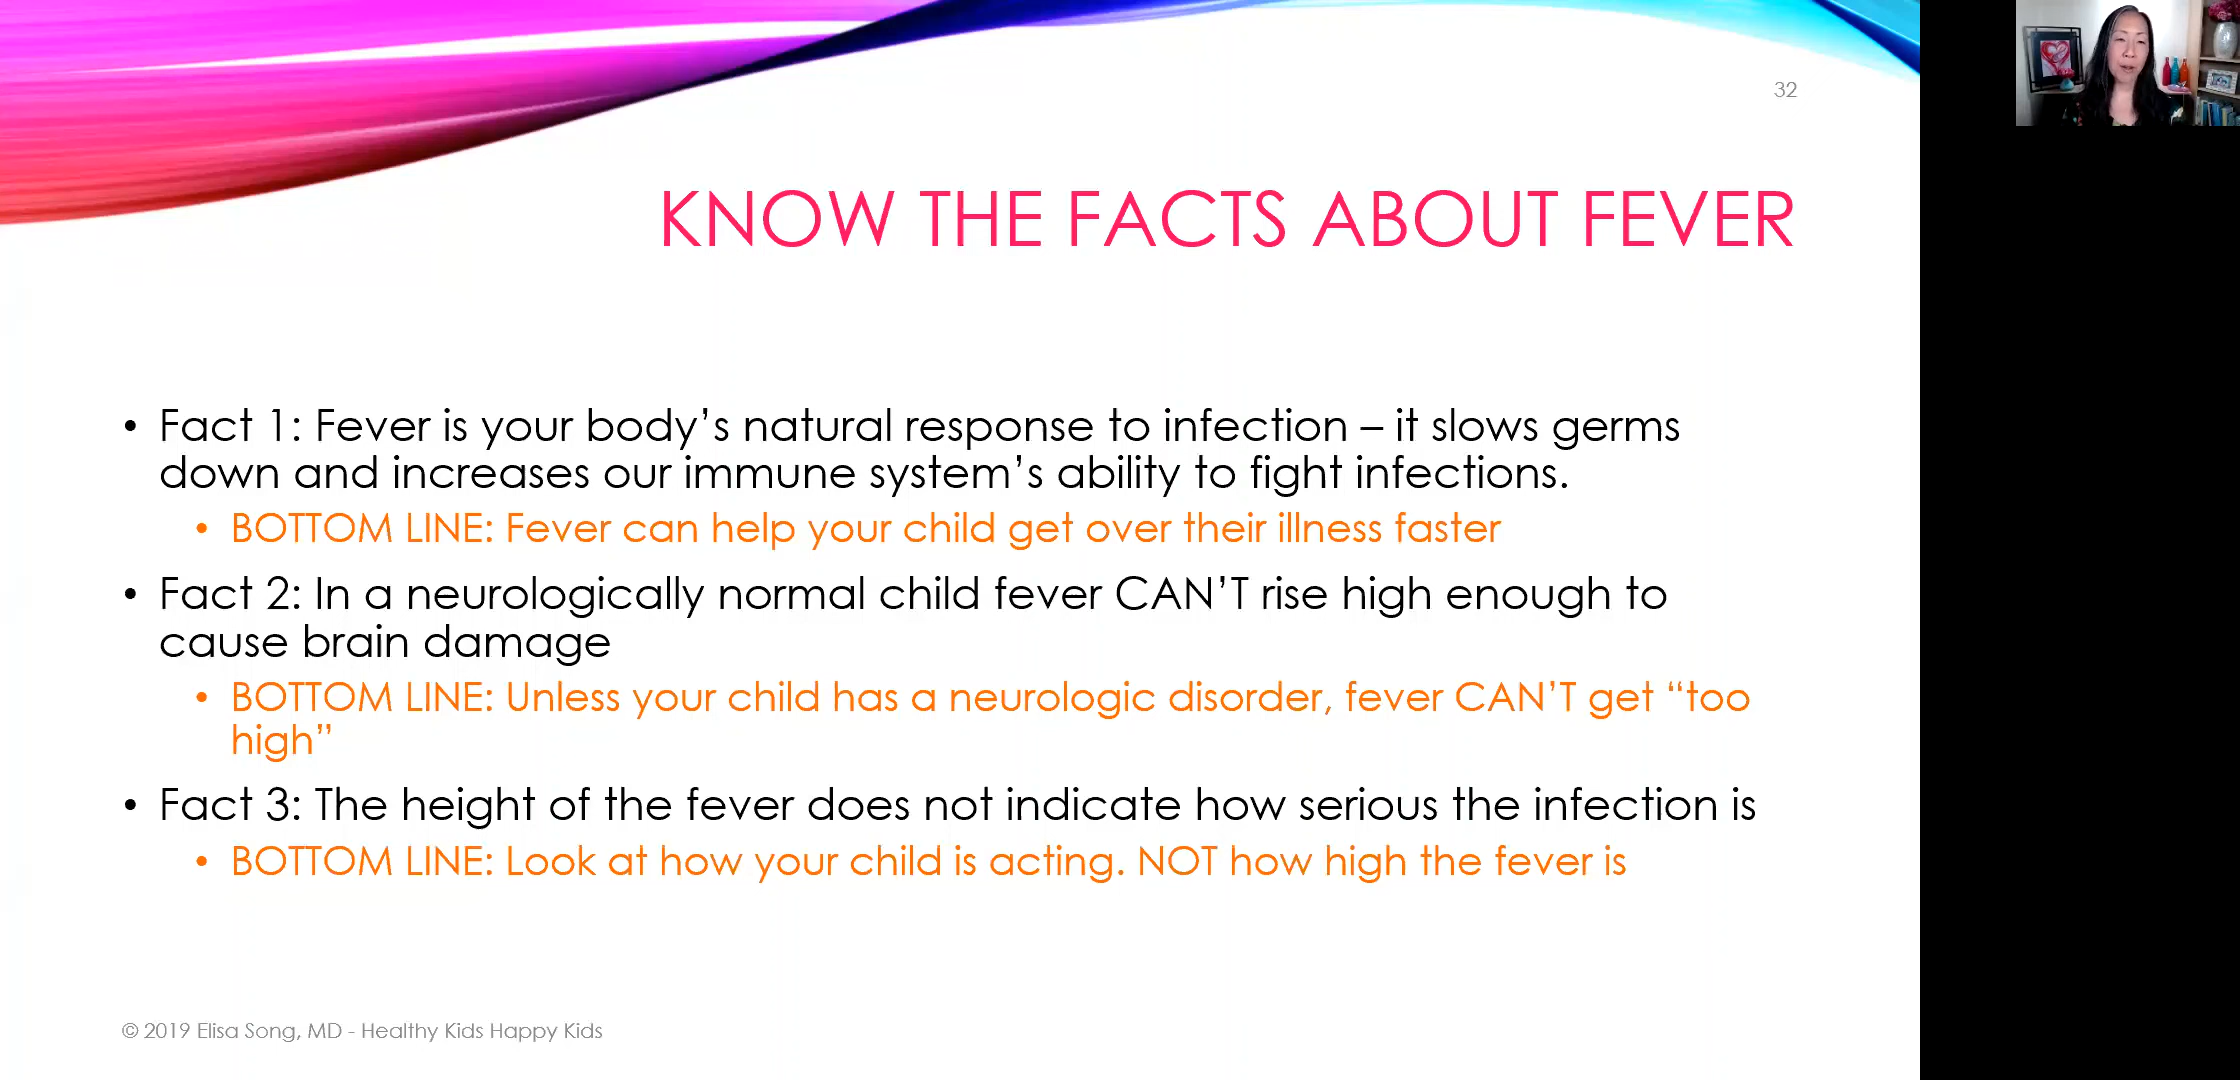 32
KNOW THE FACTS ABOUT FEVER
• Fact 1: Fever is your body’s natural response to infection – it slows germs
down and increases our immune system’s ability to fight infections.
• BOTTOM LINE: Fever can help your child get over their illness faster
• Fact 2: In a neurologically normal child fever CAN’T rise high enough to
cause brain damage
• BOTTOM LINE: Unless your child has a neurologic disorder, fever CAN’T get “too
high”
• Fact 3: The height of the fever does not indicate how serious the infection is
• BOTTOM LINE: Look at how your child is acting. NOT how high the fever is
© 2019 Elisa Song, MD - Healthy Kids Happy Kids